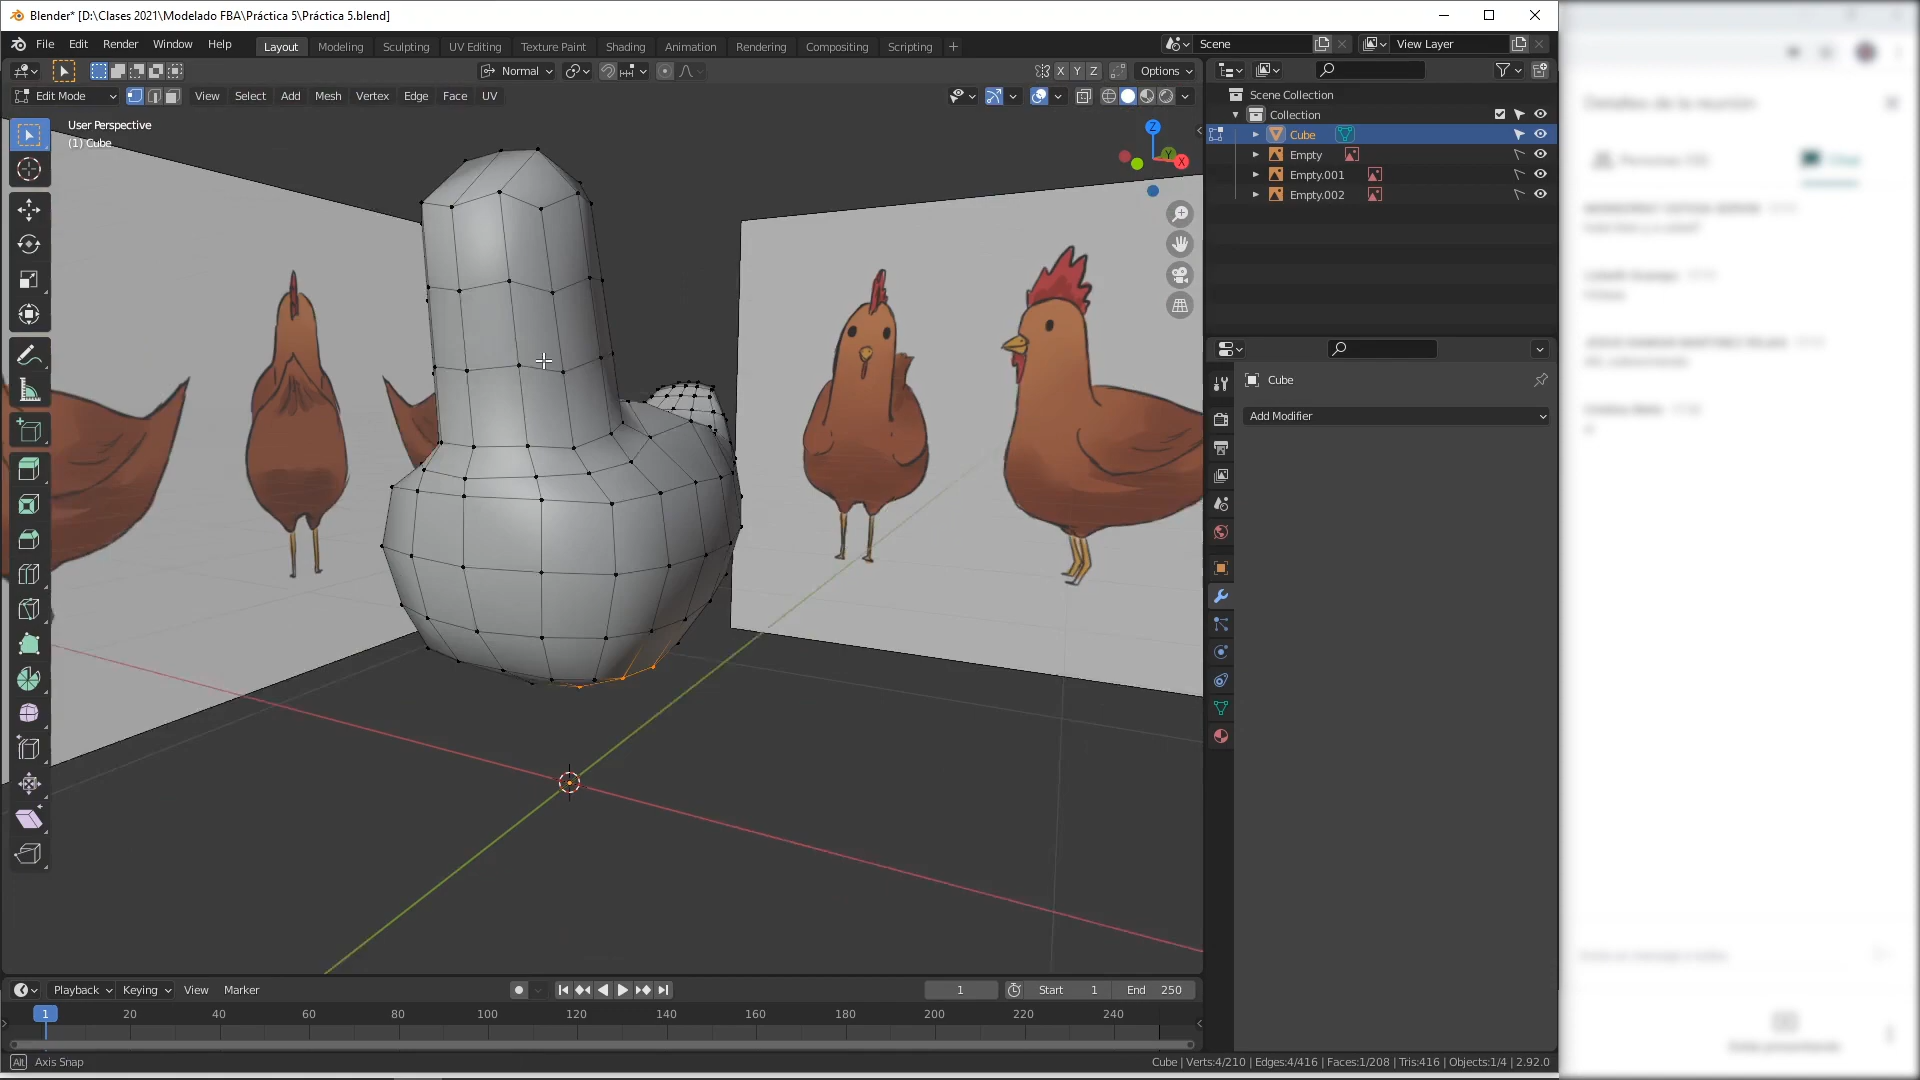 Blender* [D:\Clases 2021\Modelado FBA\Práctica 5\Práctica 5.blend]
File Edit Render Window Help Layout Modeling Sculpting UV Editing Texture Paint Shading Animation Rendering Compositing Scripting + Scene View Layer
Normal X Y Z Options
Edit Mode View Select Add Mesh Vertex Edge Face UV
User Perspective
(1) Cube
Z
Y
X
Scene Collection
Collection
Cube
Empty
Empty.001
Empty.002
Cube
Add Modifier
Playback Keying View Marker 1 Start 1 End 250
1 20 40 60 80 100 120 140 160 180 200 220 240
Alt Axis Snap
Cube | Verts:4/210 | Edges:4/416 | Faces:1/208 | Tris:416 | Objects:1/4 | 2.92.0